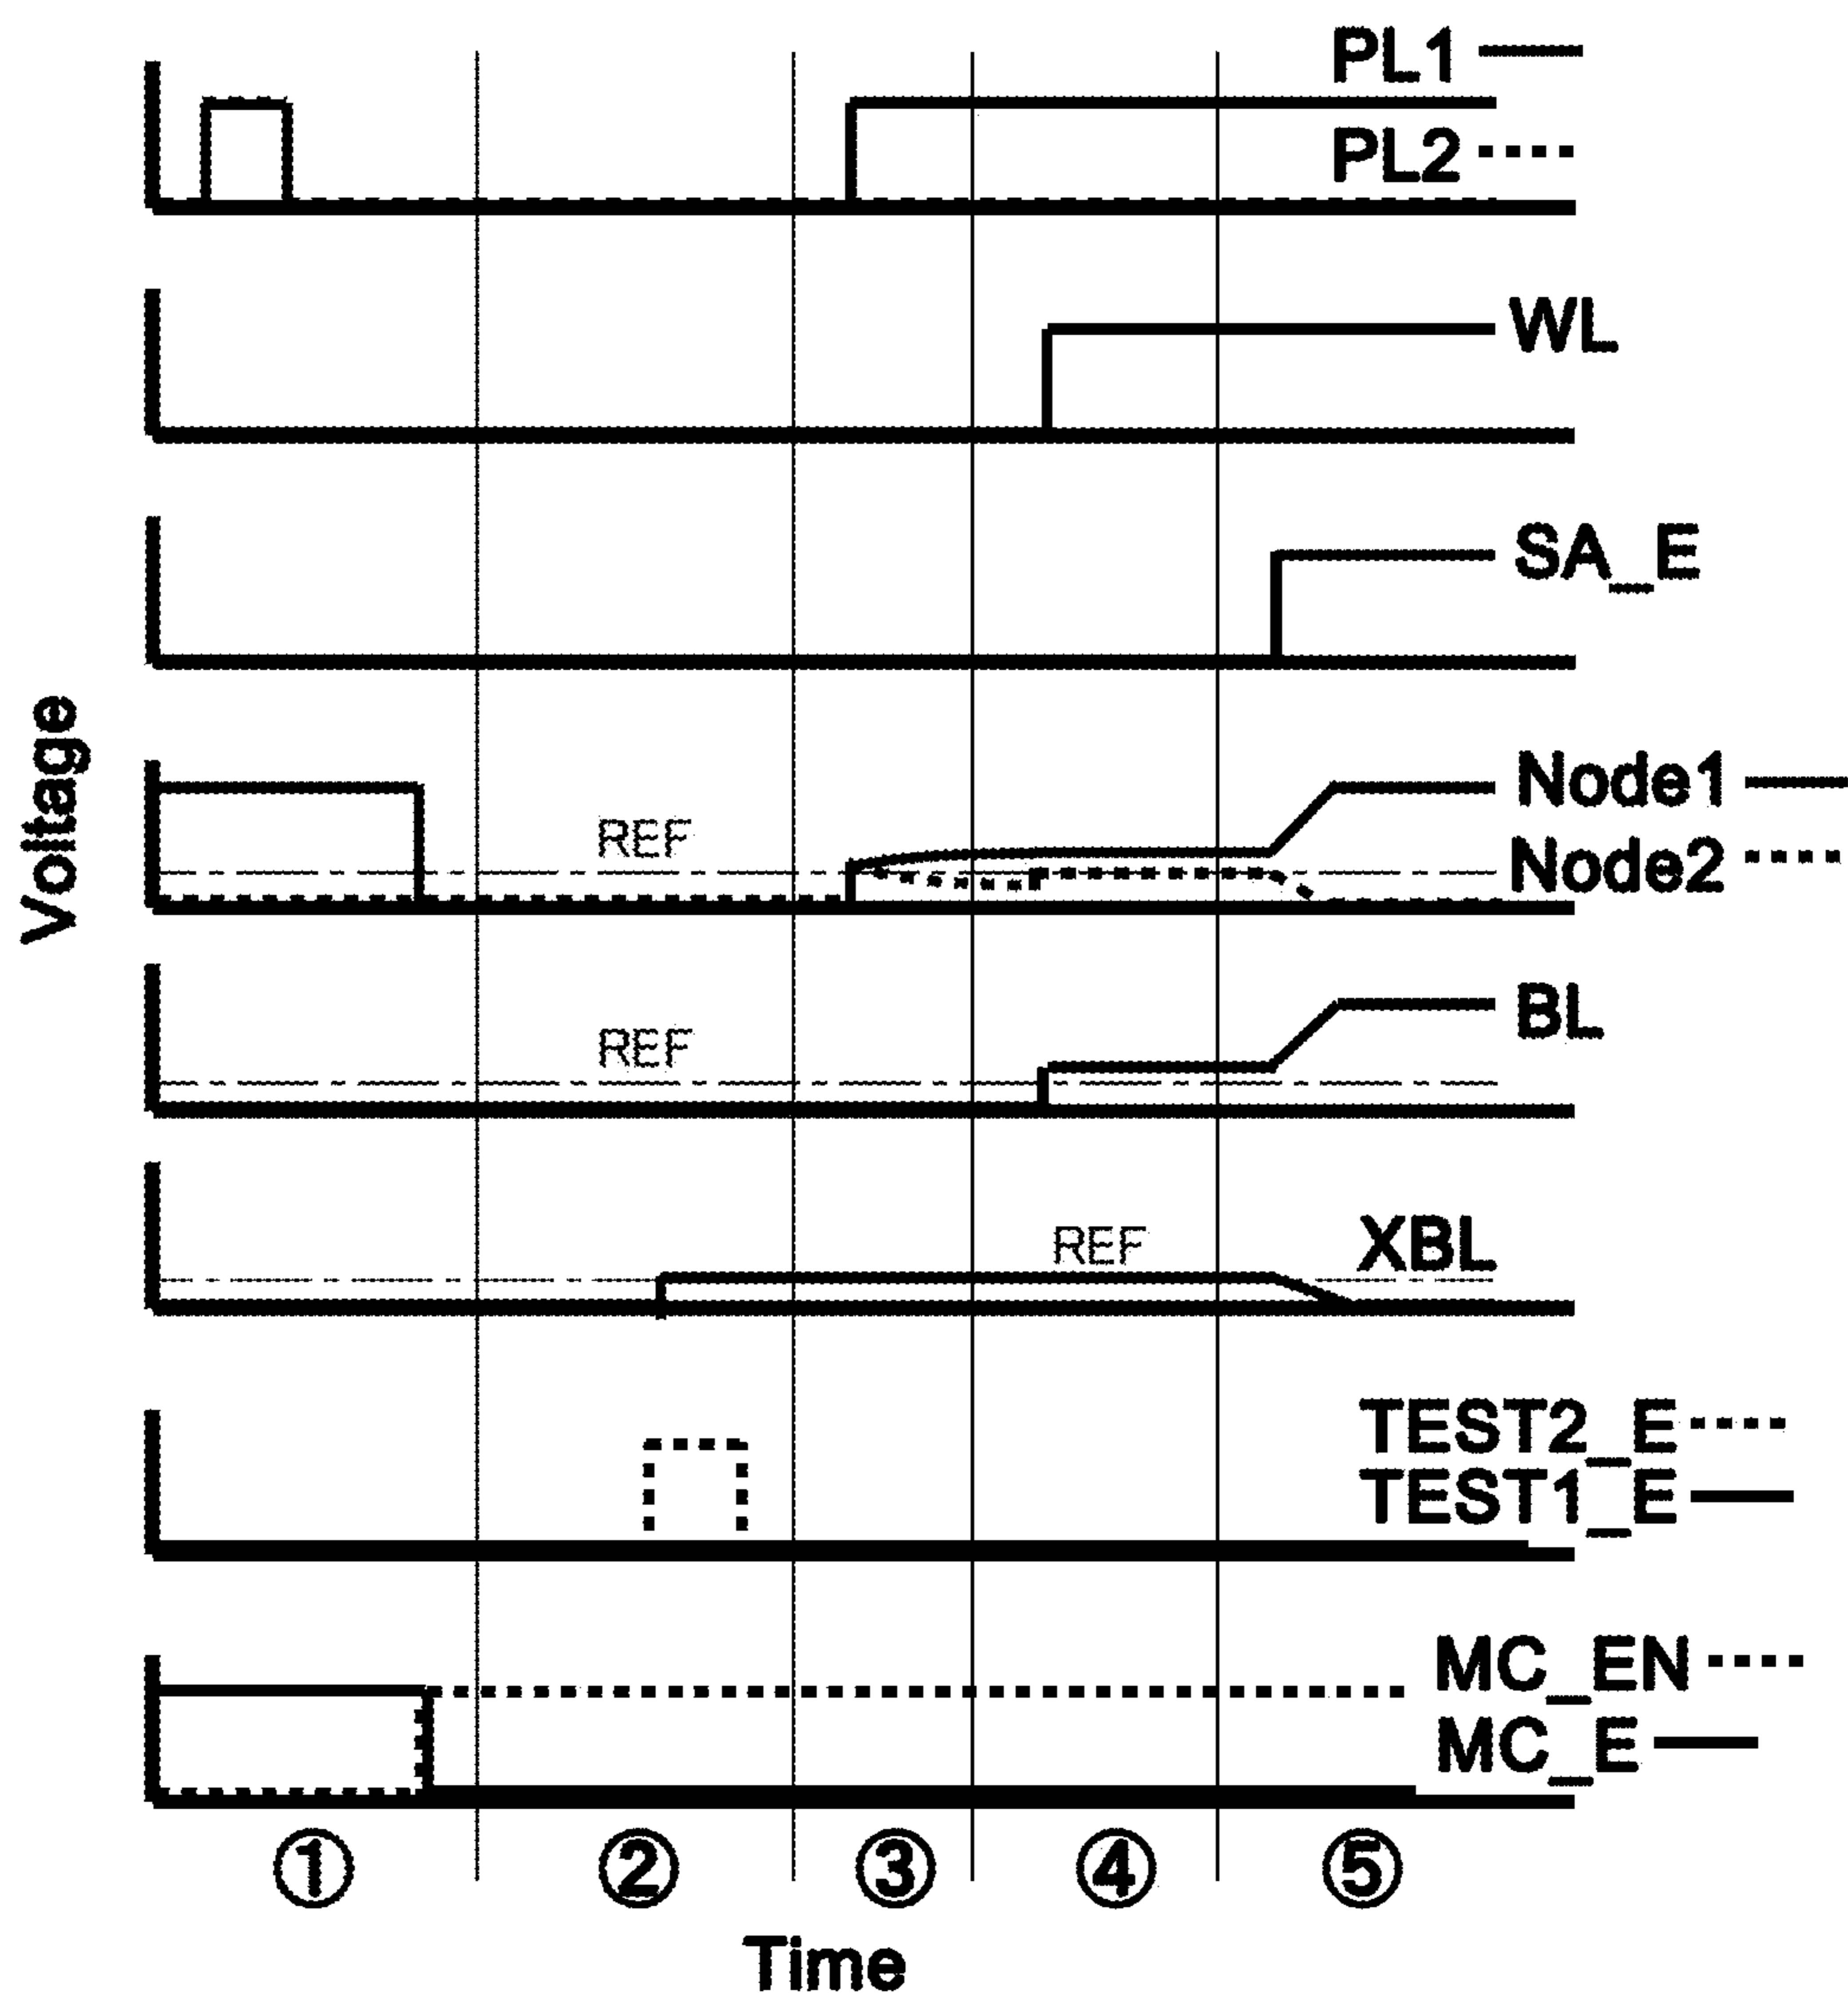 PL1
PL2
WL
SA_E
Voltage
Node1
REF
Node2
BL
REF
XBL
REF
TEST2_E
TEST1_E
MC_EN
MC_E
① ② ③ ④ ⑤
Time